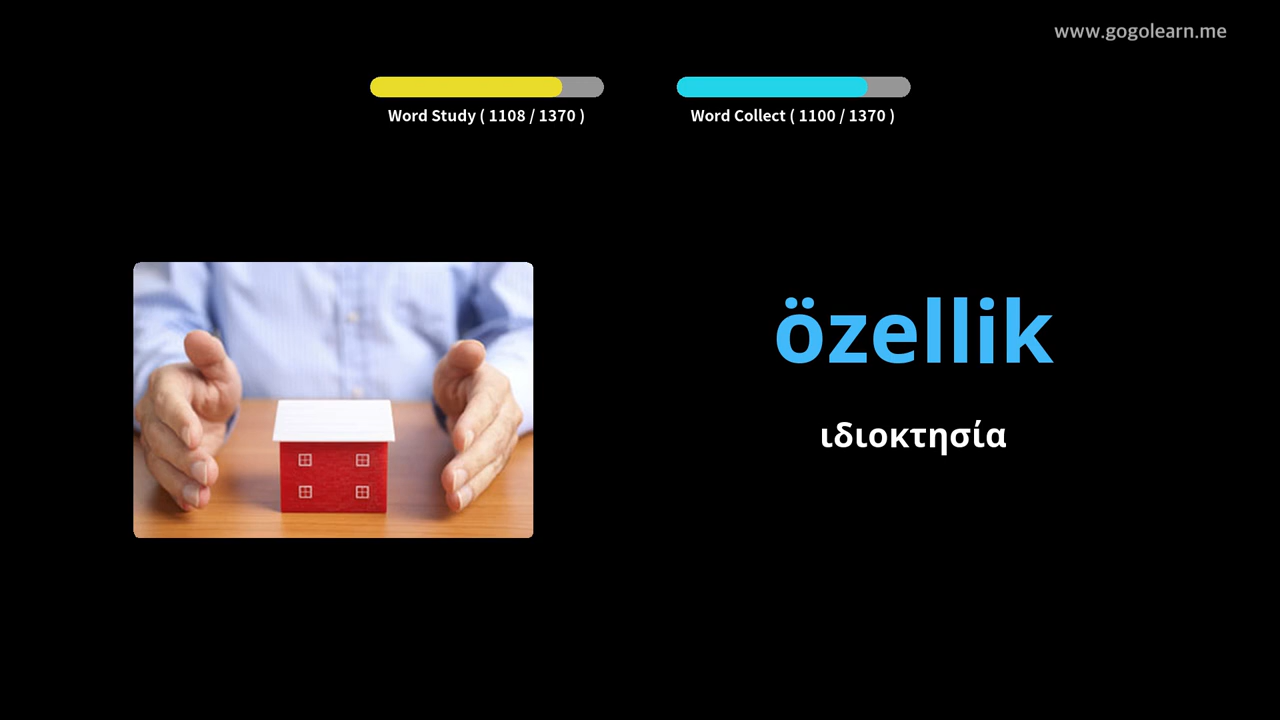 www.gogolearn.me
Word Study ( 1108 / 1370 )
Word Collect ( 1100 / 1370 )
özellik
ιδιοκτησία